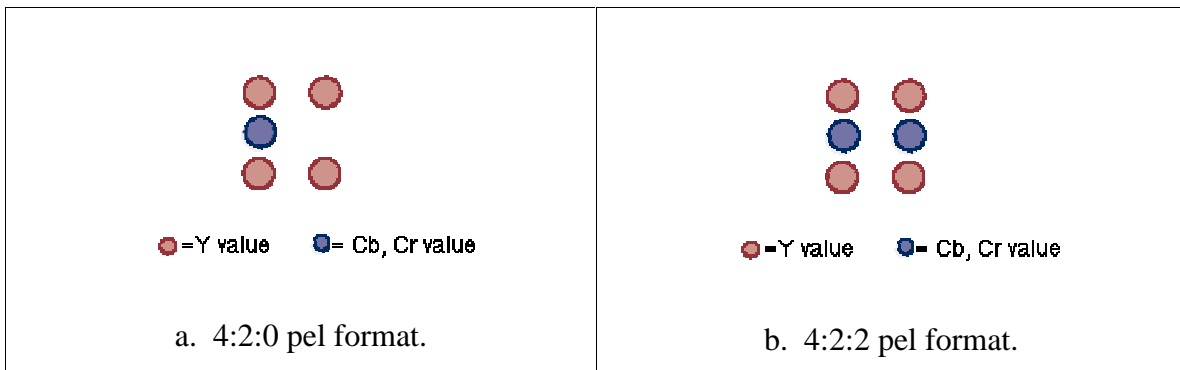 =Y value = Cb, Cr value
a. 4:2:0 pel format.
=Y value = Cb, Cr value
b. 4:2:2 pel format.